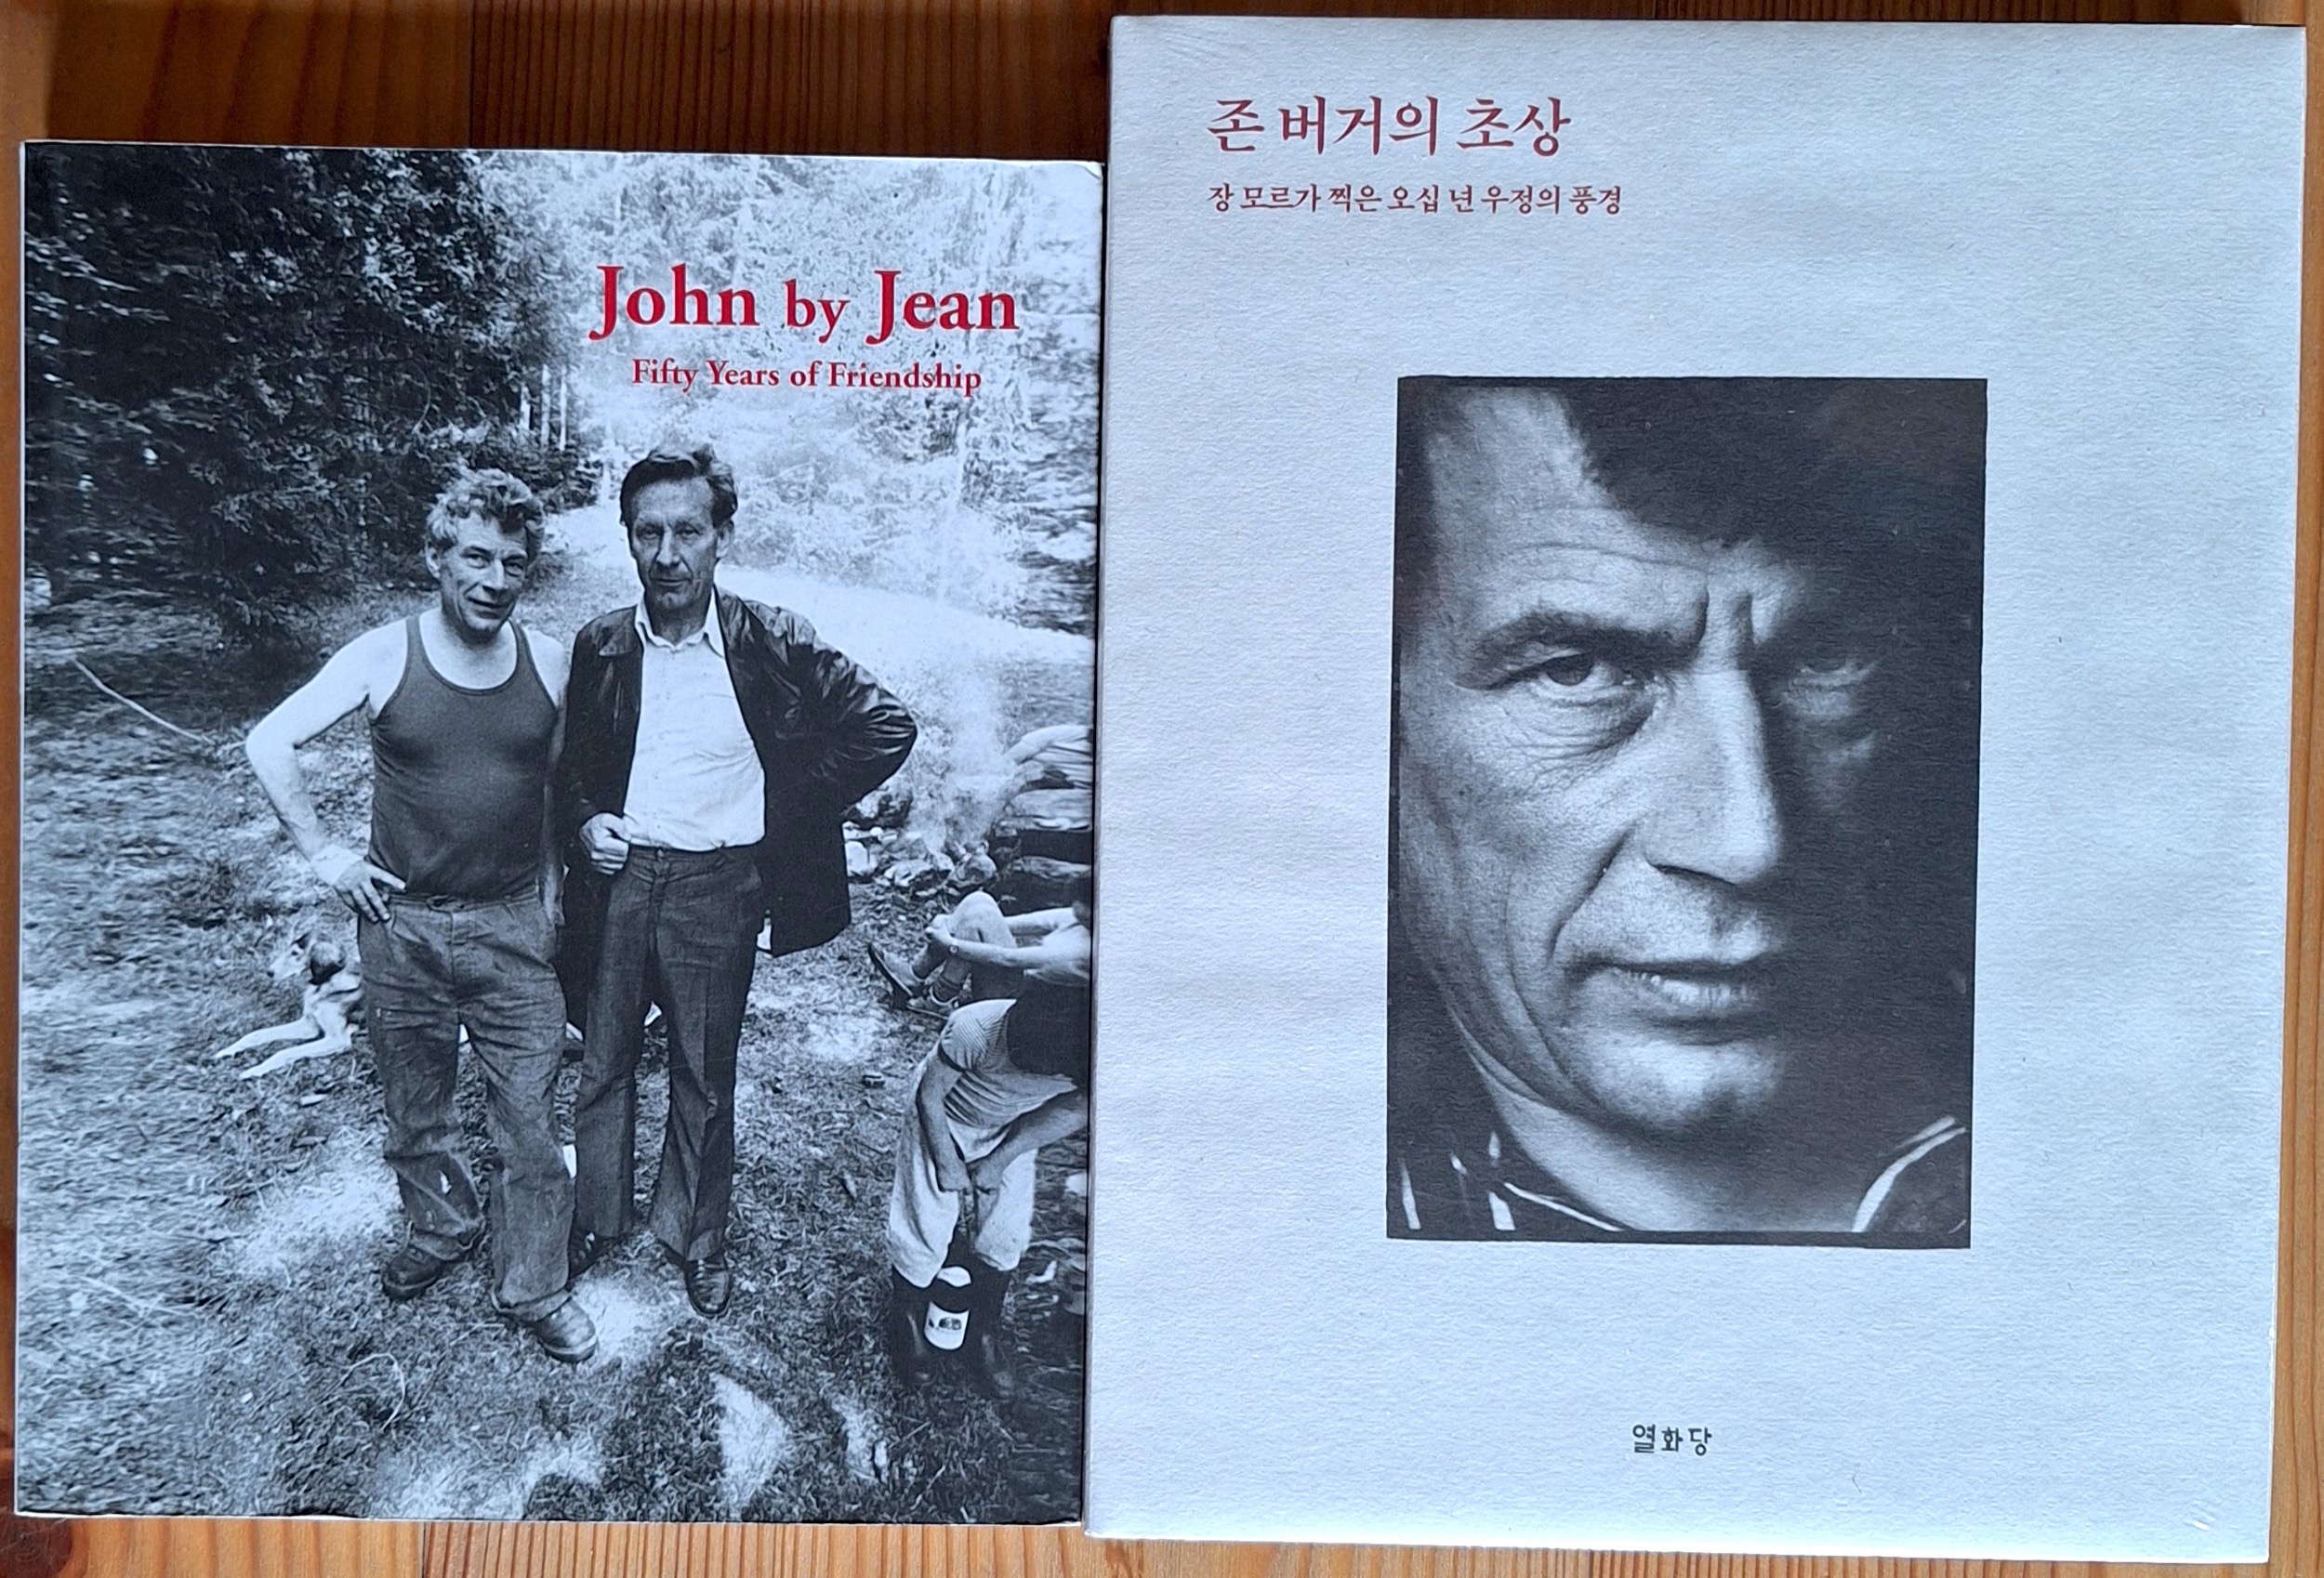 John by Jean
Fifty Years of Friendship
존 버거의 초상
장 모르가 찍은 오십 년 우정의 풍경
열화당